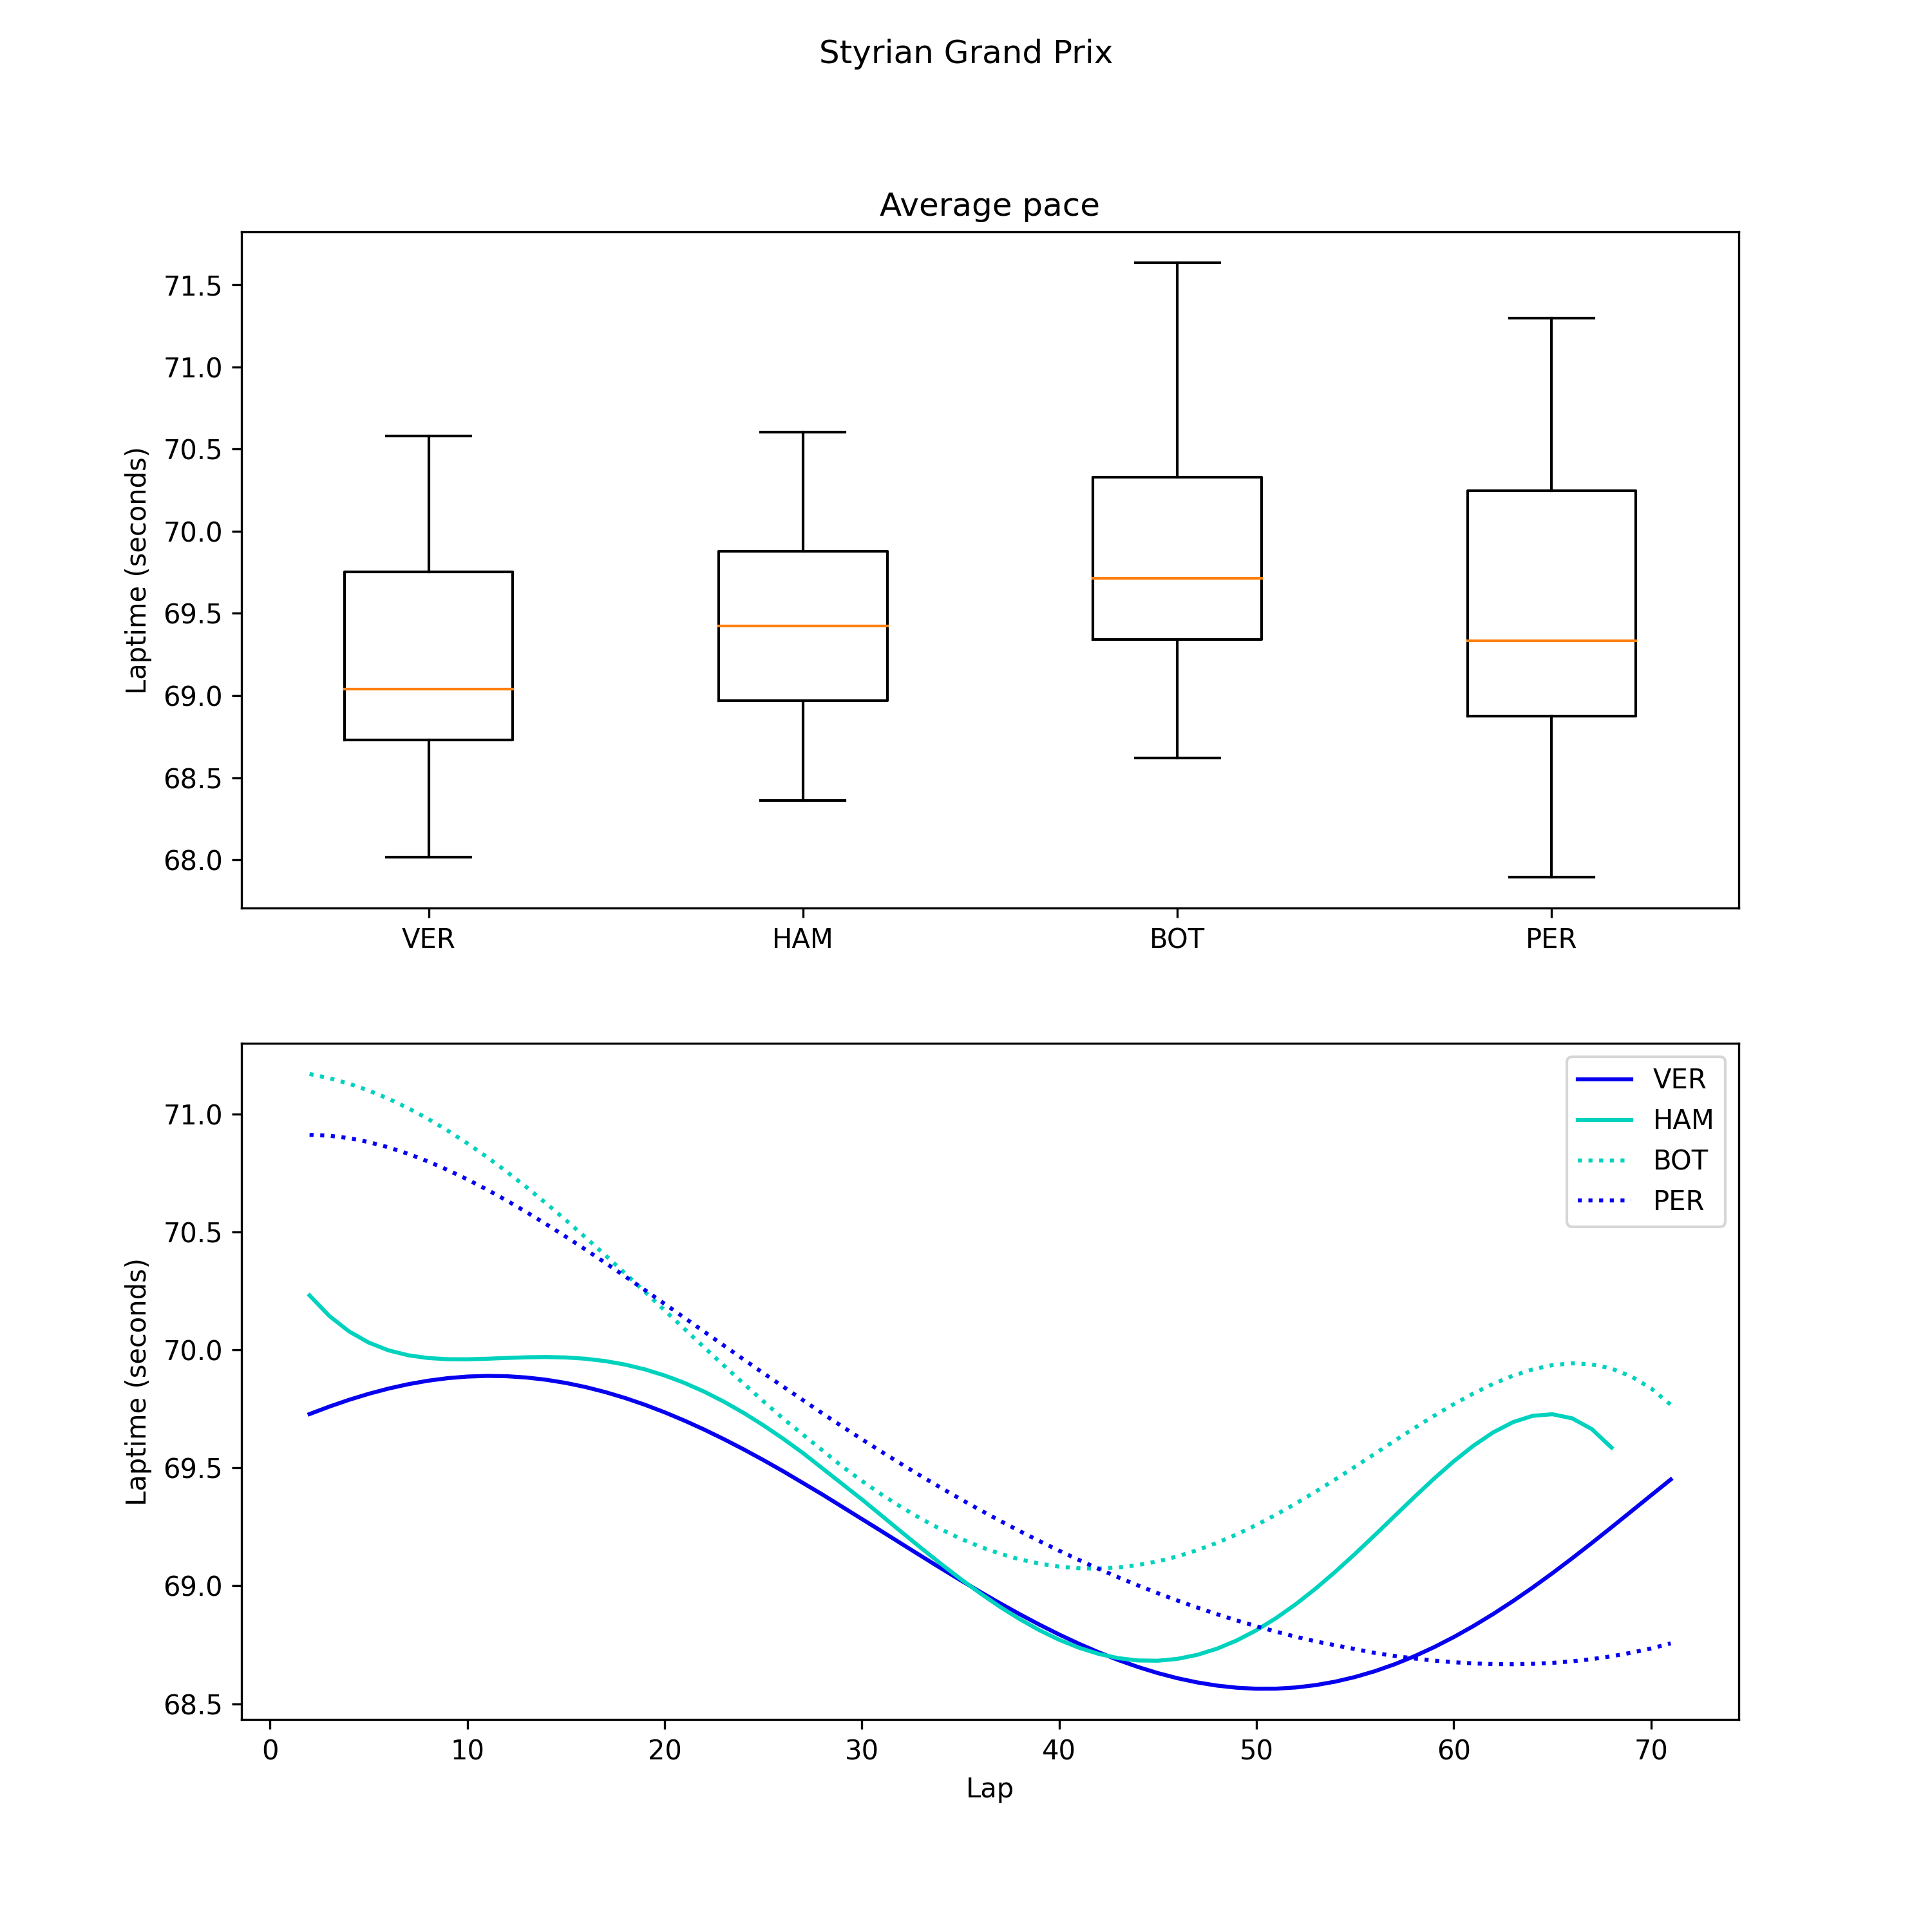 Styrian Grand Prix
Average pace
Laptime (seconds)
71.5
71.0
70.5
70.0
69.5
69.0
68.5
68.0
VER HAM BOT PER
Laptime (seconds)
71.0
70.5
70.0
69.5
69.0
68.5
VER
HAM
BOT
PER
0 10 20 30 40 50 60 70
Lap